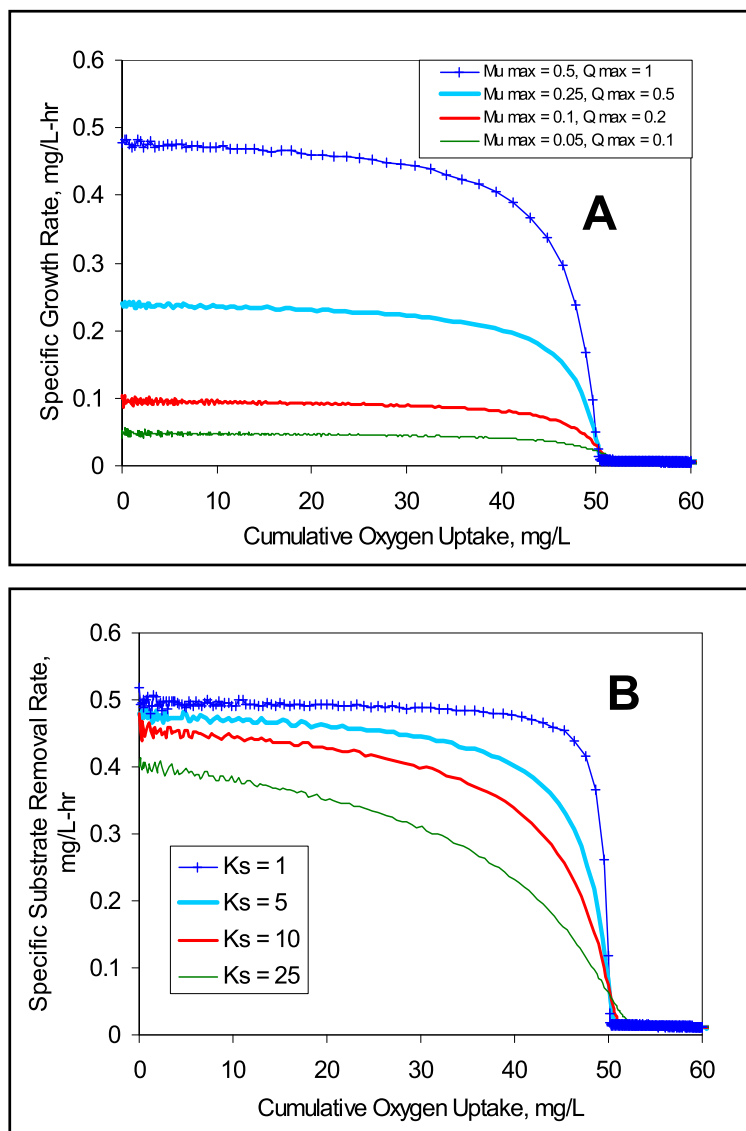 0.6
0.5
0.4
0.3
0.2
0.1
0
Specific Growth Rate, mg/L-hr
Mu max = 0.5, Q max = 1
Mu max = 0.25, Q max = 0.5
Mu max = 0.1, Q max = 0.2
Mu max = 0.05, Q max = 0.1
A
0 10 20 30 40 50 60
Cumulative Oxygen Uptake, mg/L
0.6
0.5
0.4
0.3
0.2
0.1
0
Specific Substrate Removal Rate,
mg/L-hr
B
Ks = 1
Ks = 5
Ks = 10
Ks = 25
0 10 20 30 40 50 60
Cumulative Oxygen Uptake, mg/L